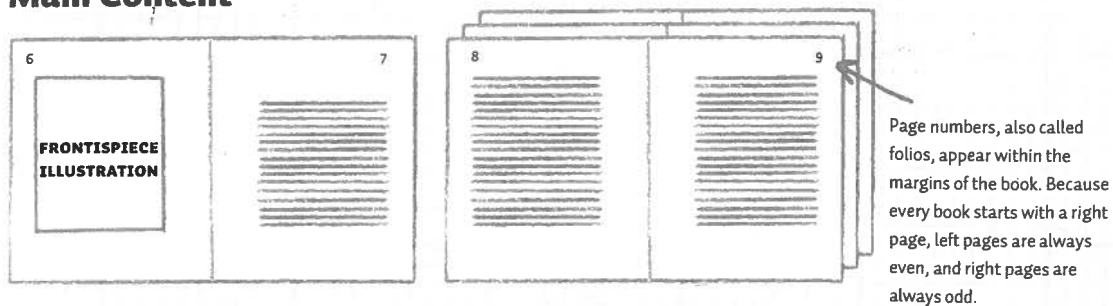 Main Content
6
7
8
9
FRONTISPIECE
ILLUSTRATION
Page numbers, also called
folios, appear within the
margins of the book. Because
every book starts with a right
page, left pages are always
even, and right pages are
always odd.